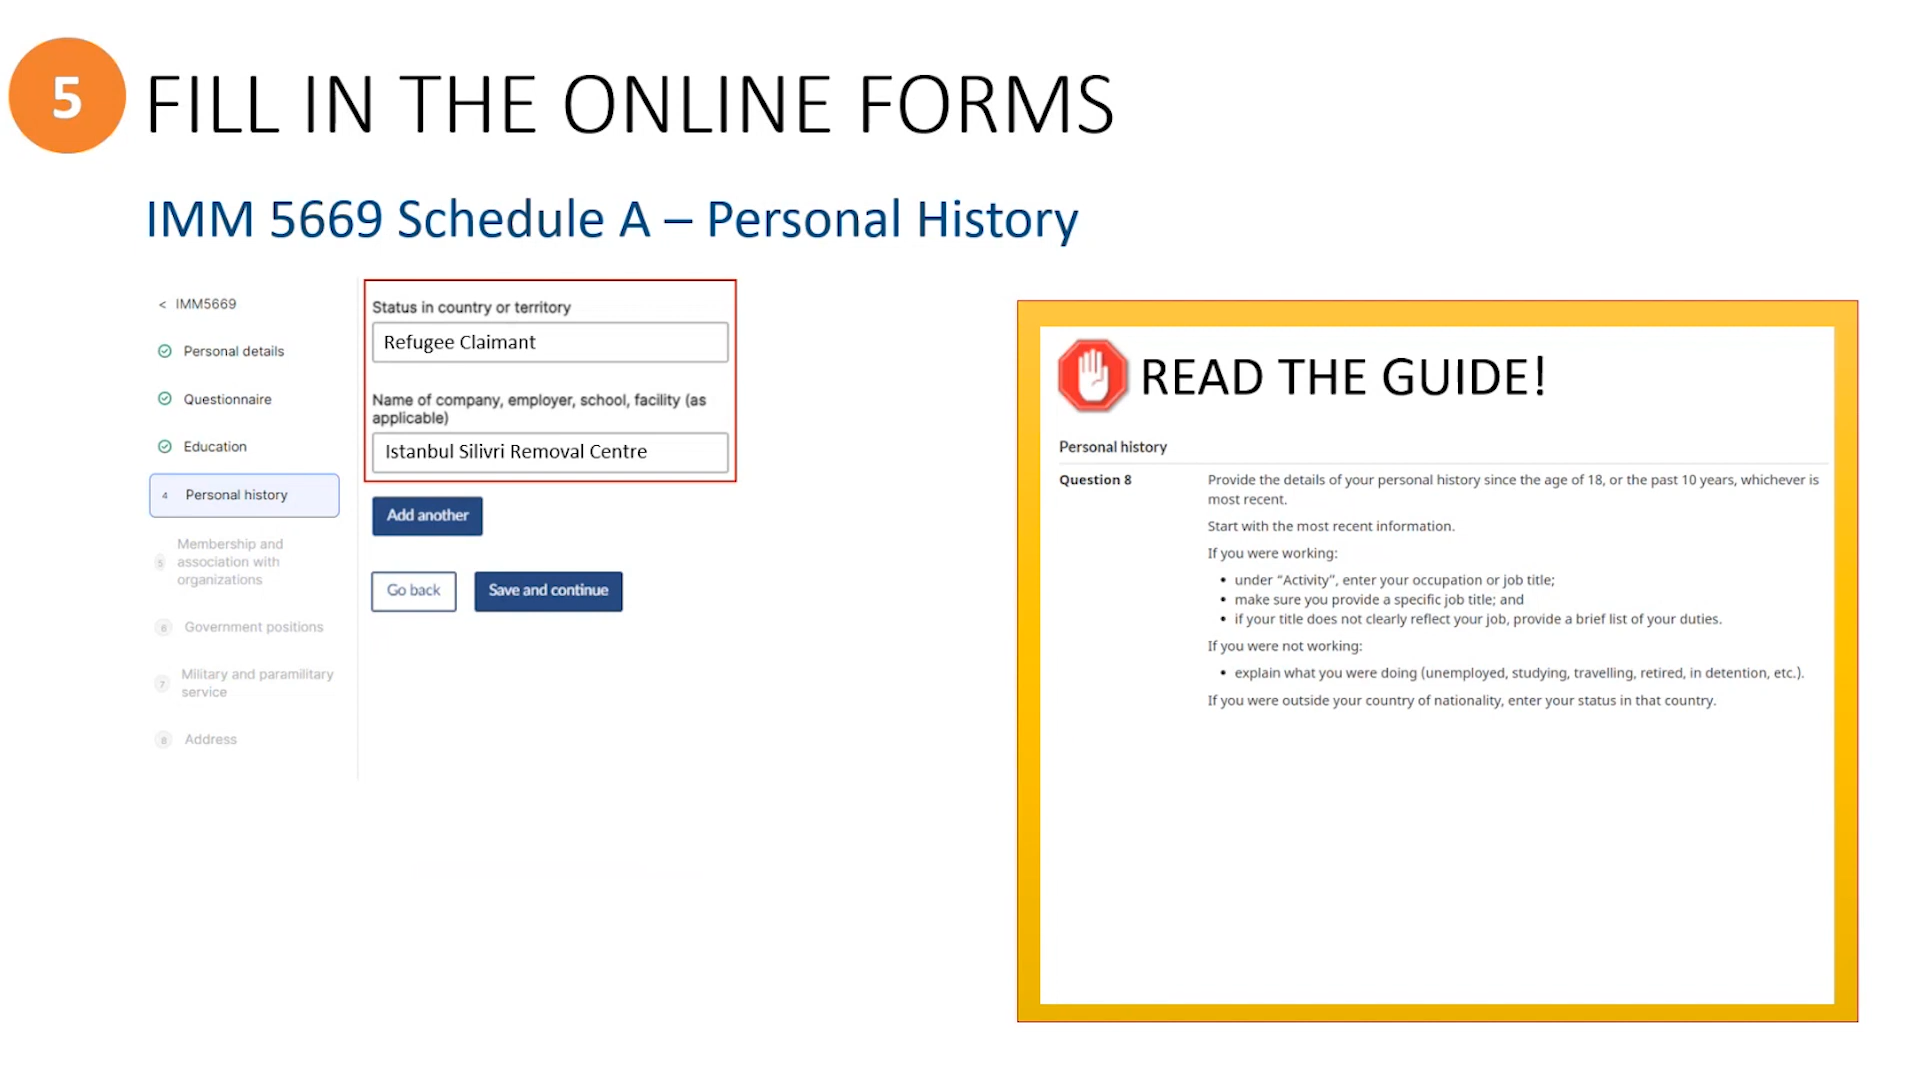 5
FILL IN THE ONLINE FORMS
IMM 5669 Schedule A – Personal History
< IMM5669
Personal details
Questionnaire
Education
4 Personal history
5 Membership and
association with
organizations
6 Government positions
7 Military and paramilitary
service
8 Address
Status in country or territory
Refugee Claimant
Name of company, employer, school, facility (as
applicable)
Istanbul Silivri Removal Centre
Add another
Go back
Save and continue
READ THE GUIDE!
Personal history
Question 8
Provide the details of your personal history since the age of 18, or the past 10 years, whichever is
most recent.
Start with the most recent information.
If you were working:
• under “Activity”, enter your occupation or job title;
• make sure you provide a specific job title; and
• if your title does not clearly reflect your job, provide a brief list of your duties.
If you were not working:
• explain what you were doing (unemployed, studying, travelling, retired, in detention, etc.).
If you were outside your country of nationality, enter your status in that country.